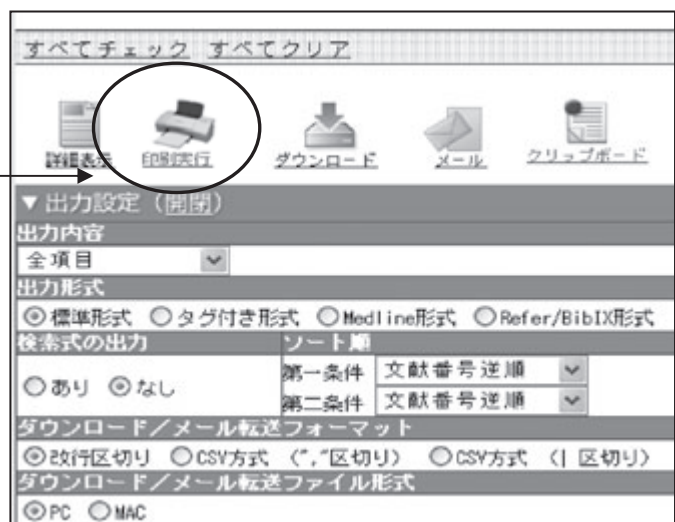 すべてチェック すべてクリア
詳細表示 印刷実行 ダウンロード メール クリップボード
▼出力設定（開閉）
出力内容
全項目
出力形式
標準形式 タグ付き形式 Medline形式 Refer/BibIX形式
検索式の出力 ソート順
あり なし
第一条件 文献番号逆順
第二条件 文献番号逆順
ダウンロード／メール転送フォーマット
改行区切り CSV方式 （","区切り） CSV方式 （| 区切り）
ダウンロード／メール転送ファイル形式
PC MAC